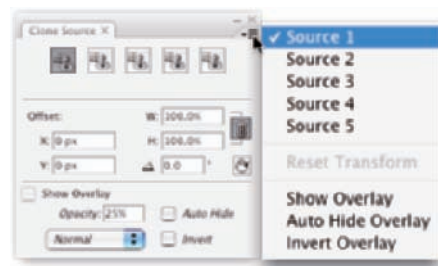 Clone Source X
Offset:
W: 100.0%
X: 0 px
H: 100.0%
Y: 0 px
0.0 °
Show Overlay
Opacity: 25%
Auto Hide
Normal
Invert
✓ Source 1
Source 2
Source 3
Source 4
Source 5
Reset Transform
Show Overlay
Auto Hide Overlay
Invert Overlay